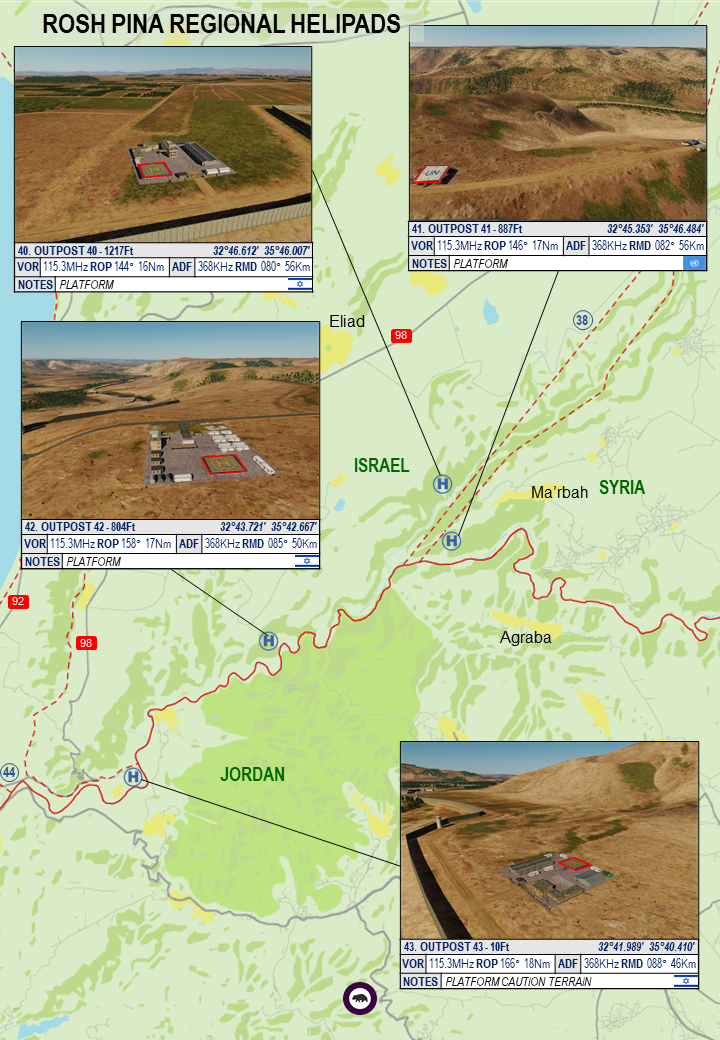 ROSH PINA REGIONAL HELIPADS
40. OUTPOST 40 - 1217Ft 32°46.612' 35°46.007'
VOR 115.3MHz ROP 144° 16Nm ADF 368KHz RMD 080° 56Km
NOTES PLATFORM
UN
41. OUTPOST 41 - 887Ft 32°45.353' 35°46.484'
VOR 115.3MHz ROP 146° 17Nm ADF 368KHz RMD 082° 56Km
NOTES PLATFORM
38
Eliad
98
42. OUTPOST 42 - 804Ft 32°43.721' 35°42.667'
VOR 115.3MHz ROP 158° 17Nm ADF 368KHz RMD 085° 50Km
NOTES PLATFORM
ISRAEL
H
Ma'rbah
SYRIA
H
92
98
H
Agraba
44
H
JORDAN
43. OUTPOST 43 - 10Ft 32°41.989' 35°40.410'
VOR 115.3MHz ROP 166° 18Nm ADF 368KHz RMD 088° 46Km
NOTES PLATFORM CAUTION TERRAIN